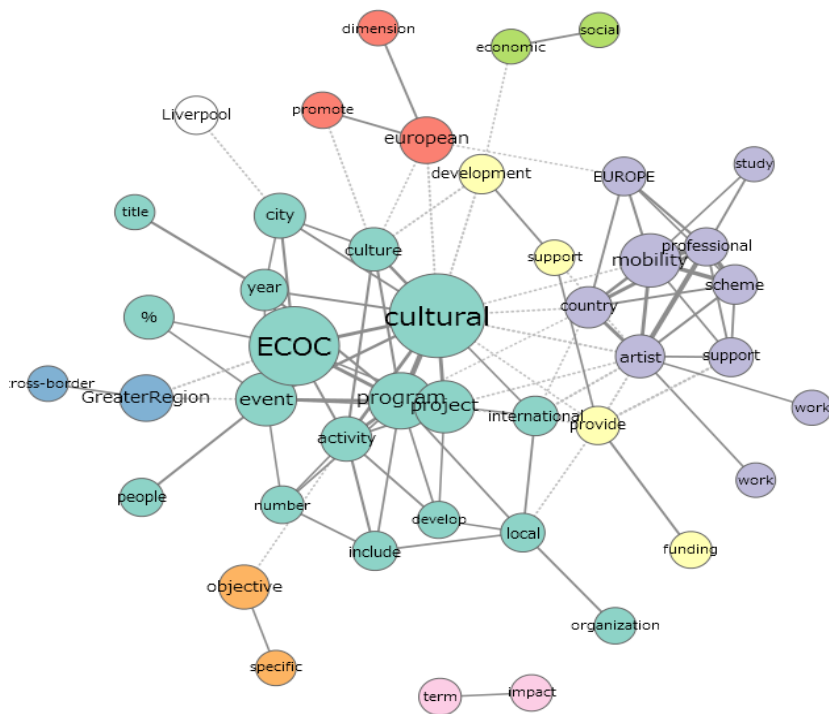 dimension
social
economic
promote
Liverpool
european
study
development
EUROPE
title
city
professional
culture
support
mobility
year
scheme
country
cultural
%
ECOC
support
artist
:ross-border
GreaterRegion
event
program
project
work
international
provide
activity
people
work
number
develop
local
include
funding
objective
organization
specific
term
impact